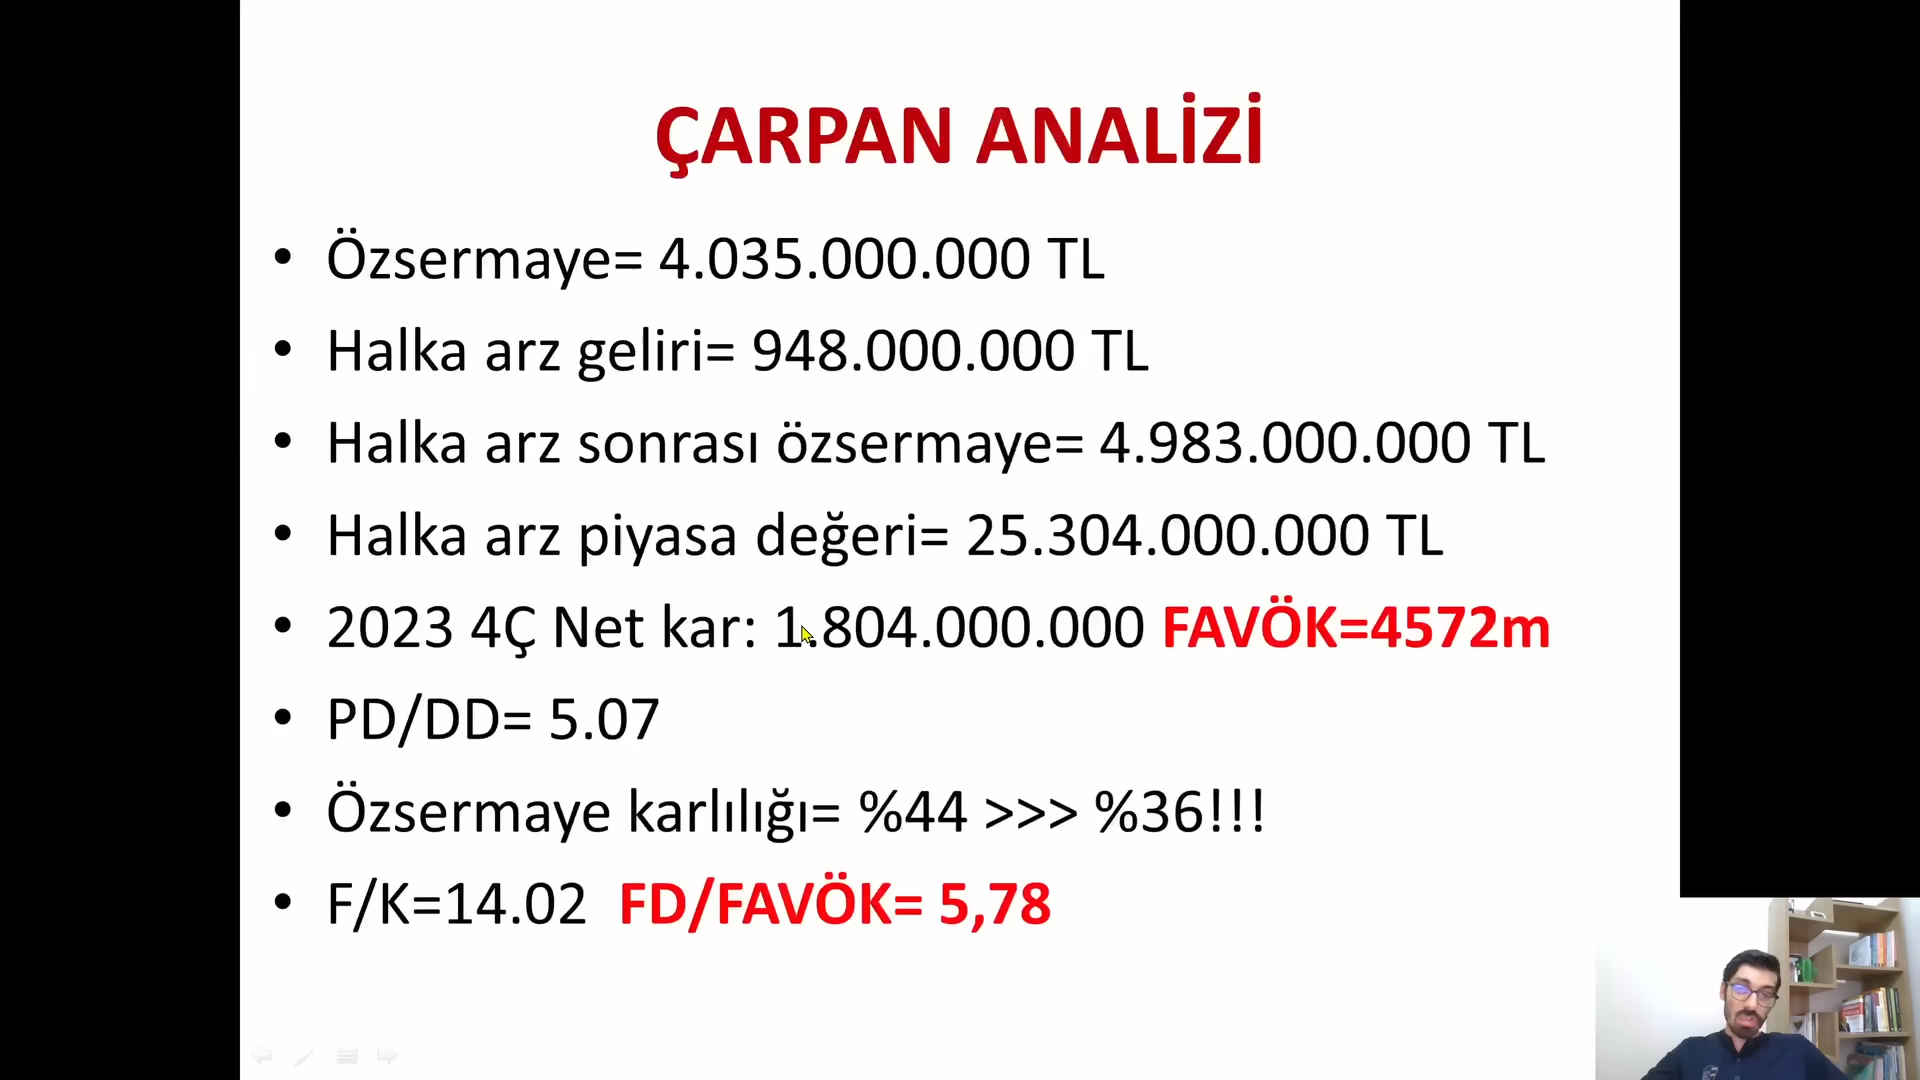 ÇARPAN ANALİZİ
• Özsermaye= 4.035.000.000 TL
• Halka arz geliri= 948.000.000 TL
• Halka arz sonrası özsermaye= 4.983.000.000 TL
• Halka arz piyasa değeri= 25.304.000.000 TL
• 2023 4Ç Net kar: 1.804.000.000 FAVÖK=4572m
• PD/DD= 5.07
• Özsermaye karlılığı= %44 >>> %36!!!
• F/K=14.02 FD/FAVÖK= 5,78